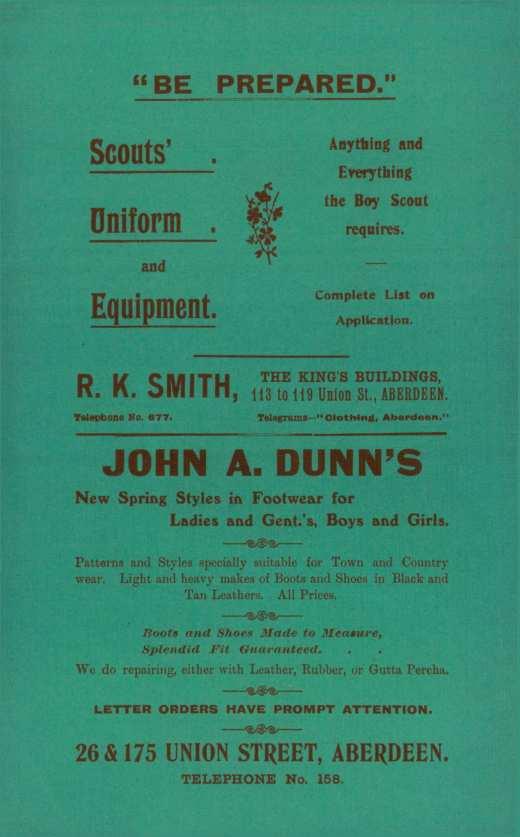 "BE PREPARED."
Scouts' .
Uniform .
and
Equipment.
Anything and
Everything
the Boy Scout
requires.
Complete List on
Application.
R. K. SMITH,
THE KING'S BUILDINGS,
113 to 119 Union St., ABERDEEN.
Telephone No. 677.
Telegrams—"Clothing, Aberdeen."
JOHN A. DUNN'S
New Spring Styles in Footwear for
Ladies and Gent.'s, Boys and Girls.
Patterns and Styles specially suitable for Town and Country
wear. Light and heavy makes of Boots and Shoes in Black and
Tan Leathers. All Prices.
Boots and Shoes Made to Measure,
Splendid Fit Guaranteed. . .
We do repairing, either with Leather, Rubber, or Gutta Percha.
LETTER ORDERS HAVE PROMPT ATTENTION.
26 & 175 UNION STREET, ABERDEEN.
TELEPHONE No. 158.